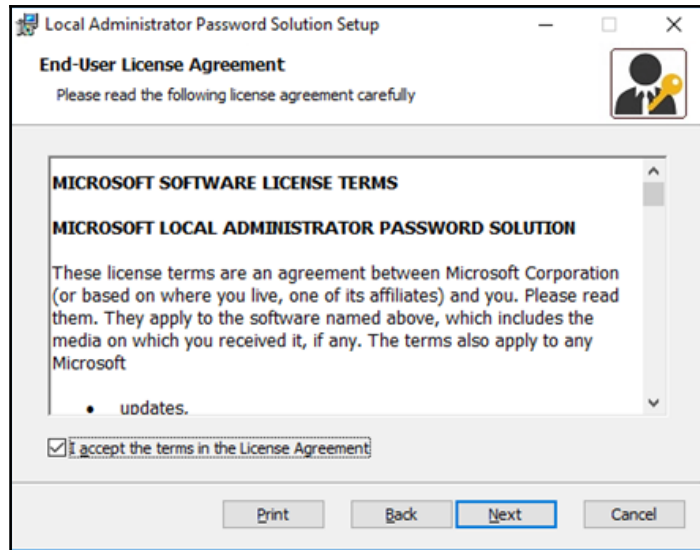 Local Administrator Password Solution Setup
End-User License Agreement
Please read the following license agreement carefully
MICROSOFT SOFTWARE LICENSE TERMS
MICROSOFT LOCAL ADMINISTRATOR PASSWORD SOLUTION
These license terms are an agreement between Microsoft Corporation
(or based on where you live, one of its affiliates) and you. Please read
them. They apply to the software named above, which includes the
media on which you received it, if any. The terms also apply to any
Microsoft
• updates,
I accept the terms in the License Agreement
Print Back Next Cancel